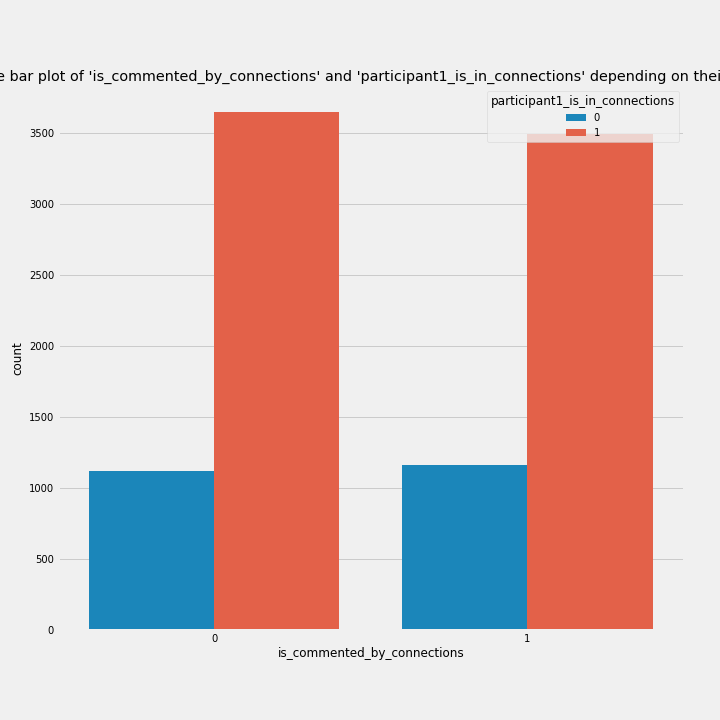 e bar plot of 'is_commented_by_connections' and 'participant1_is_in_connections' depending on thei
participant1_is_in_connections
0
1
3500
3000
2500
2000
1500
1000
500
0
count
0 1
is_commented_by_connections